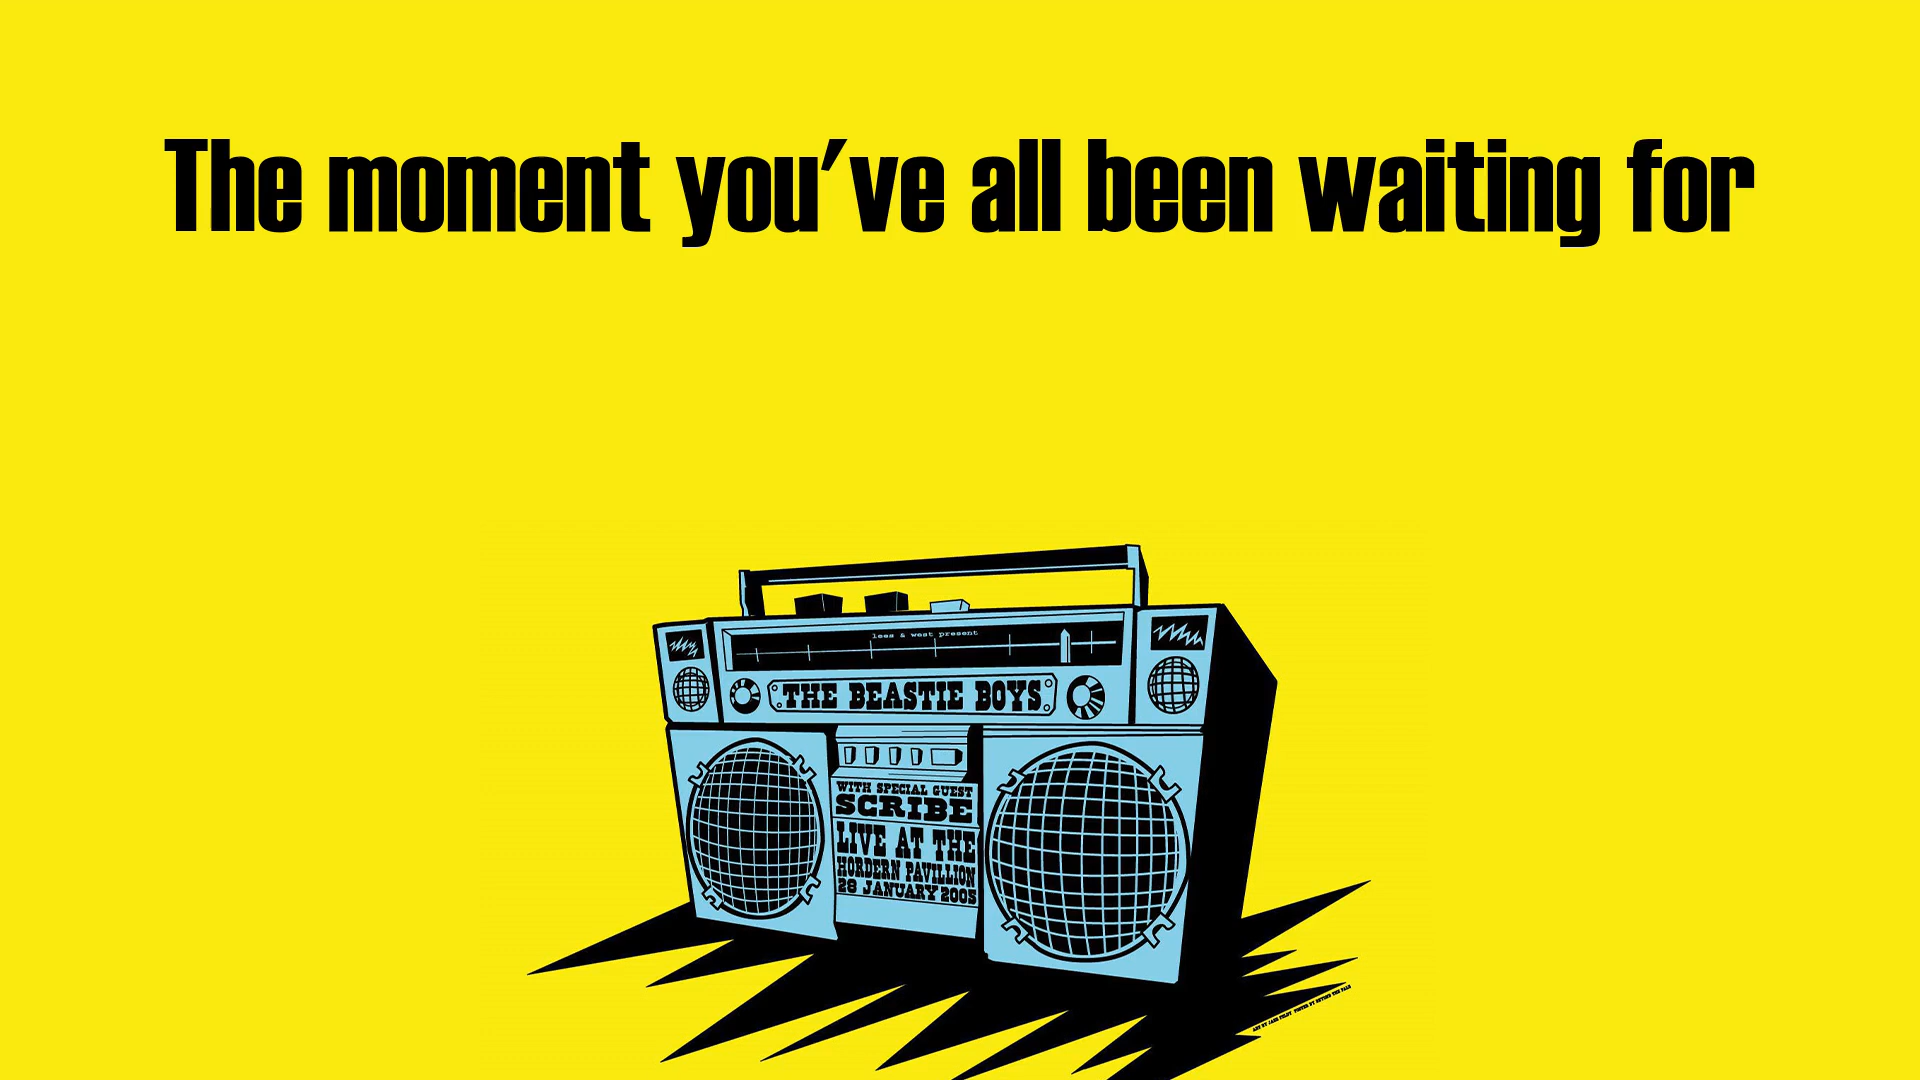 The moment you've all been waiting for
lees & west present
THE BEASTIE BOYS
WITH SPECIAL GUEST
SCRIBE
LIVE AT THE
HORDERN PAVILLION
28 JANUARY 2005